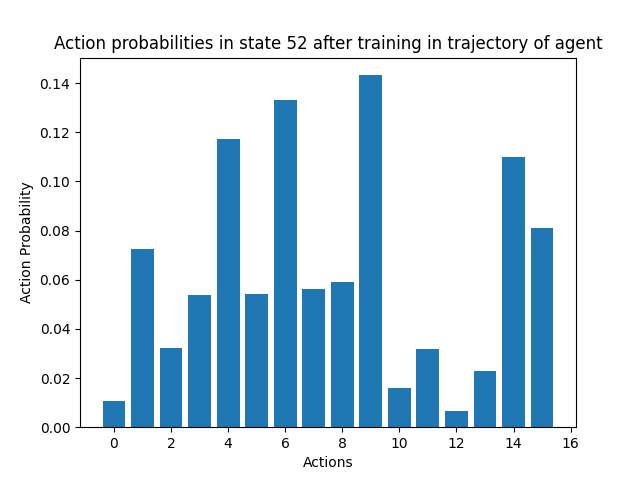 Action probabilities in state 52 after training in trajectory of agent
0.14
0.12
0.10
0.08
0.06
0.04
0.02
0.00
Action Probability
0 2 4 6 8 10 12 14 16
Actions